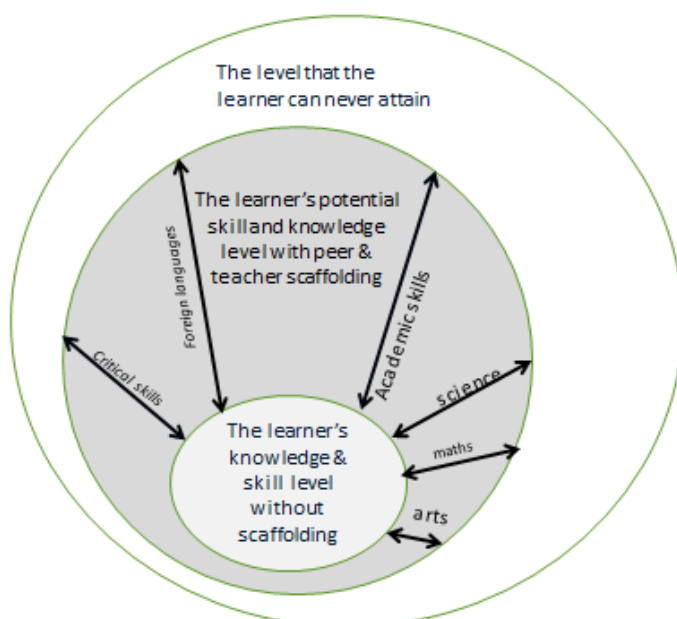 The level that the
learner can never attain
The learner's potential
skill and knowledge
level with peer &
teacher scaffolding
Foreign languages
Academic skills
Critical skills
science
maths
arts
The learner's
knowledge &
skill level
without
scaffolding